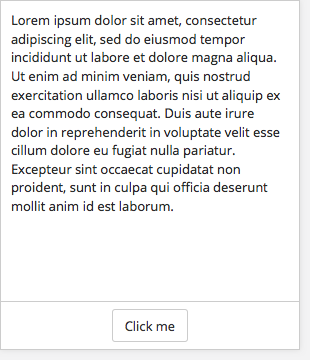 Lorem ipsum dolor sit amet, consectetur
adipiscing elit, sed do eiusmod tempor
incididunt ut labore et dolore magna aliqua.
Ut enim ad minim veniam, quis nostrud
exercitation ullamco laboris nisi ut aliquip ex
ea commodo consequat. Duis aute irure
dolor in reprehenderit in voluptate velit esse
cillum dolore eu fugiat nulla pariatur.
Excepteur sint occaecat cupidatat non
proident, sunt in culpa qui officia deserunt
mollit anim id est laborum.
Click me